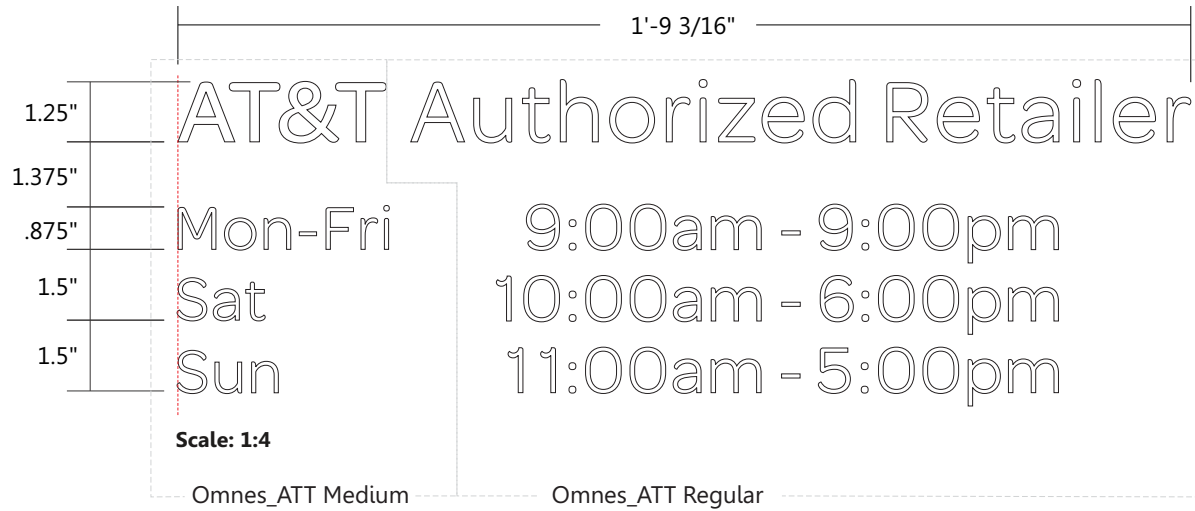 1'-9 3/16"
1.25"
AT&T Authorized Retailer
1.375"
.875"
Mon-Fri 9:00am - 9:00pm
1.5"
Sat 10:00am - 6:00pm
1.5"
Sun 11:00am - 5:00pm
Scale: 1:4
Omnes_ATT Medium
Omnes_ATT Regular